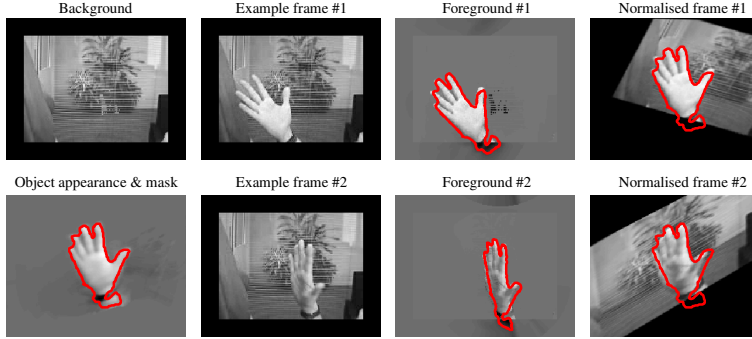 Background
Example frame #1
Foreground #1
Normalised frame #1
Object appearance & mask
Example frame #2
Foreground #2
Normalised frame #2